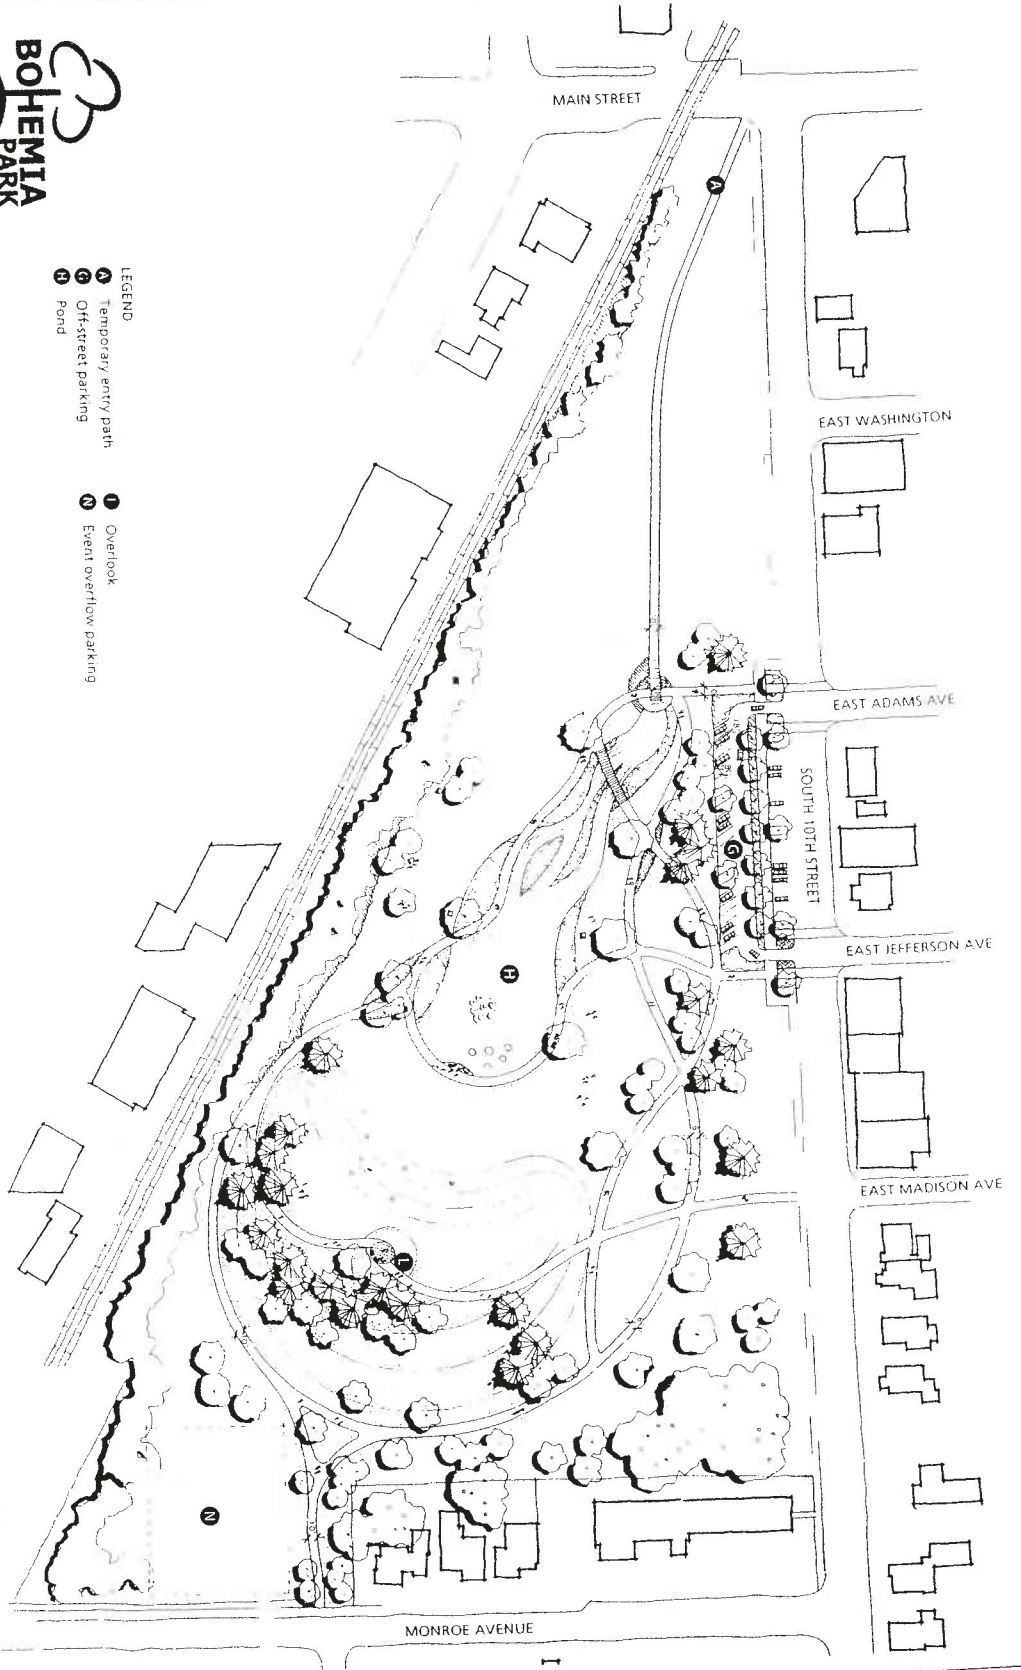 BOHEMIA
PARK
LEGEND
A Temporary entry path
G Off-street parking
H Pond
I Overlook
N Event overflow parking
MAIN STREET
A
EAST WASHINGTON
EAST ADAMS AVE
SOUTH 10TH STREET
G
EAST JEFFERSON AVE
H
EAST MADISON AVE
N
MONROE AVENUE